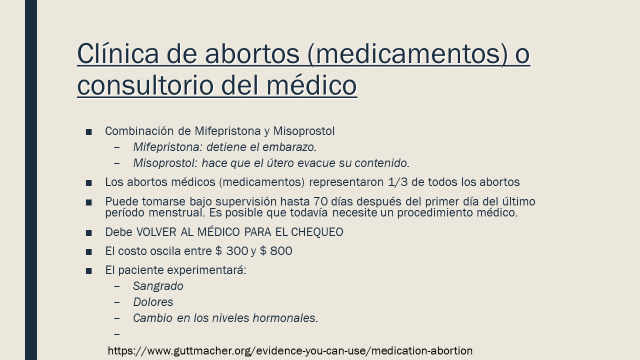 Clínica de abortos (medicamentos) o
consultorio del médico
■ Combinación de Mifepristona y Misoprostol
– Mifepristona: detiene el embarazo.
– Misoprostol: hace que el útero evacue su contenido.
■ Los abortos médicos (medicamentos) representaron 1/3 de todos los abortos
■ Puede tomarse bajo supervisión hasta 70 días después del primer día del último
período menstrual. Es posible que todavía necesite un procedimiento médico.
■ Debe VOLVER AL MÉDICO PARA EL CHEQUEO
■ El costo oscila entre $ 300 y $ 800
■ El paciente experimentará:
– Sangrado
– Dolores
– Cambio en los niveles hormonales.
–
https://www.guttmacher.org/evidence-you-can-use/medication-abortion